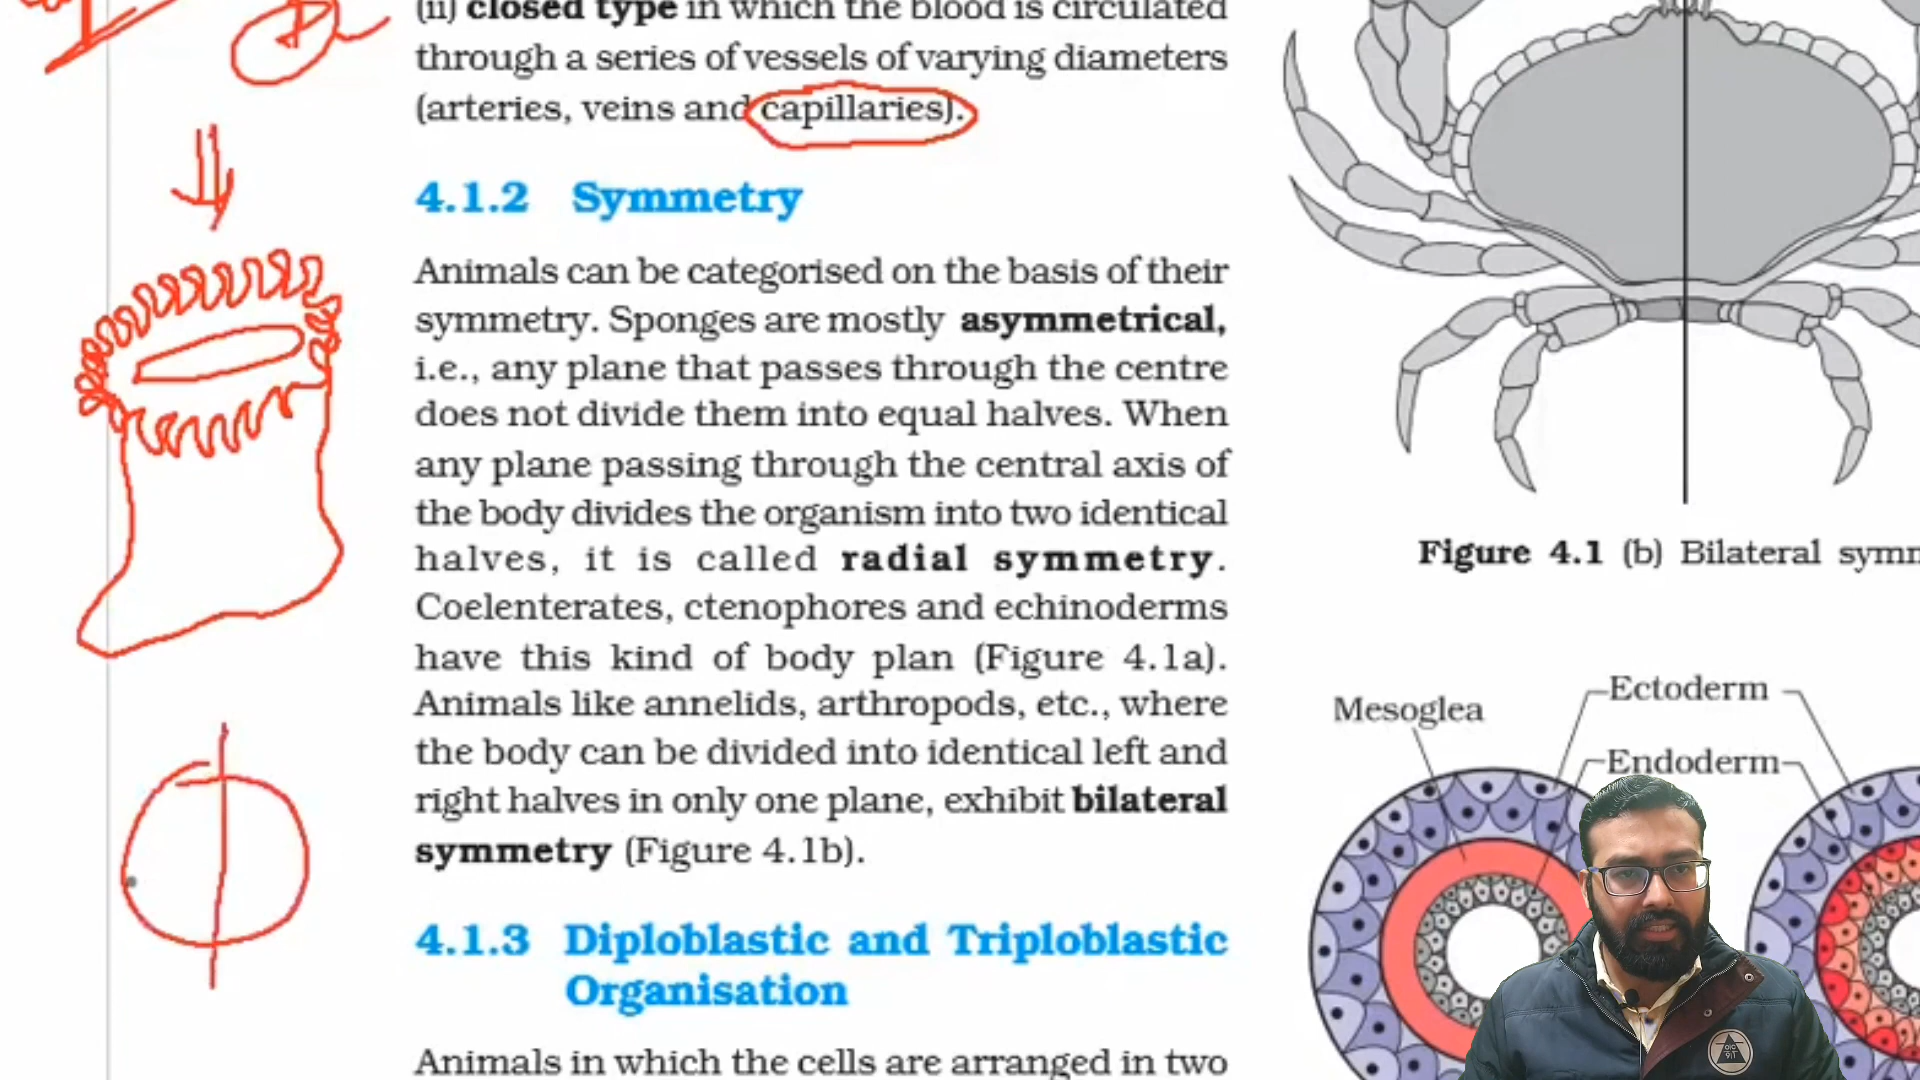 (ii) closed type in which the blood is circulated
through a series of vessels of varying diameters
(arteries, veins and capillaries).
4.1.2 Symmetry
Animals can be categorised on the basis of their
symmetry. Sponges are mostly asymmetrical,
i.e., any plane that passes through the centre
does not divide them into equal halves. When
any plane passing through the central axis of
the body divides the organism into two identical
halves, it is called radial symmetry.
Coelenterates, ctenophores and echinoderms
have this kind of body plan (Figure 4.1a).
Animals like annelids, arthropods, etc., where
the body can be divided into identical left and
right halves in only one plane, exhibit bilateral
symmetry (Figure 4.1b).
4.1.3 Diploblastic and Triploblastic
Organisation
Animals in which the cells are arranged in two
Figure 4.1 (b) Bilateral symm
Mesoglea
Ectoderm
Endoderm